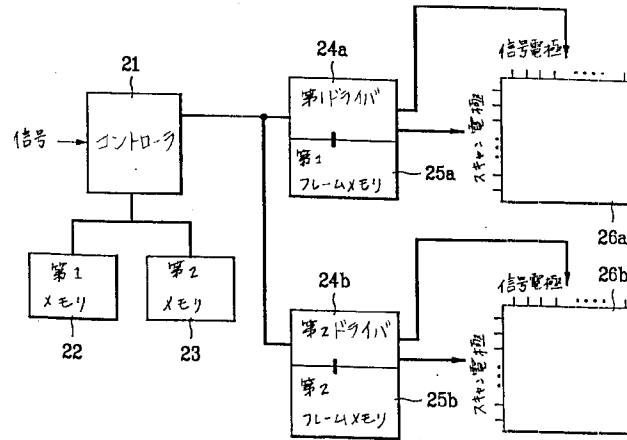 21
信号
コントローラ
第1
メモリ
22
第2
メモリ
23
24a
第1ドライバ
第1
フレームメモリ
25a
信号電極
スキャン電極
26a
24b
第2ドライバ
第2
フレームメモリ
25b
信号電極
スキャン電極
26b